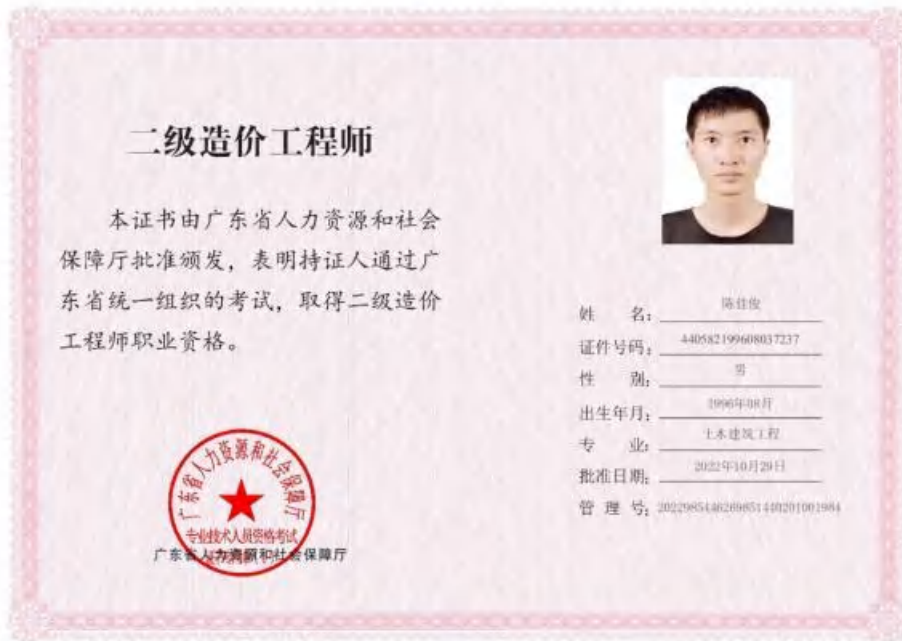 二级造价工程师
本证书由广东省人力资源和社会
保障厅批准颁发，表明持证人通过广
东省统一组织的考试，取得二级造价
工程师职业资格。
广东省人力资源和社会保障厅
专业技术人员资格考试
广东省人力资源和社会保障厅
姓 名：陈佳俊
证件号码：440582199608037237
性 别：男
出生年月：1996年08月
专 业：土木建筑工程
批准日期：2022年10月29日
管 理 号：